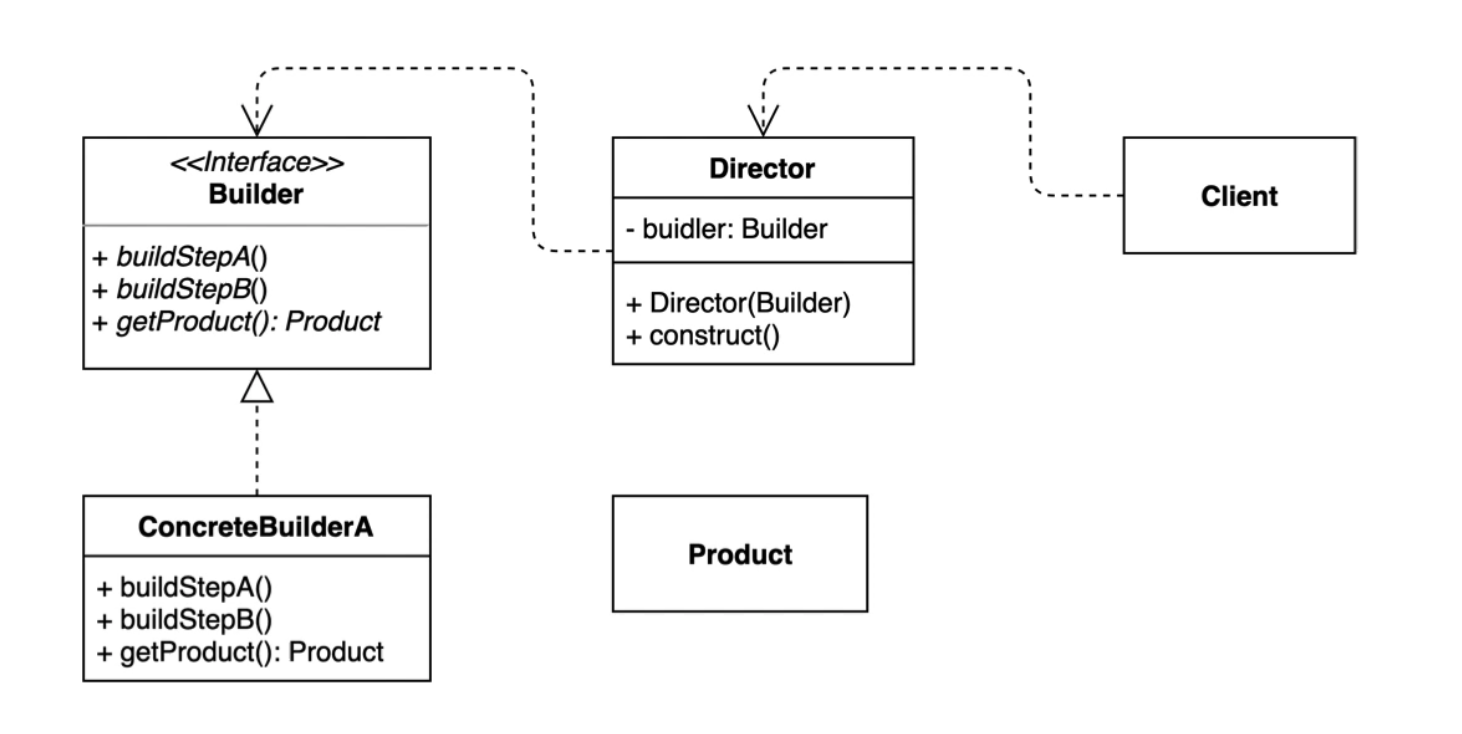 <<Interface>>
Builder
+ buildStepA()
+ buildStepB()
+ getProduct(): Product
Director
- buidler: Builder
+ Director(Builder)
+ construct()
Client
ConcreteBuilderA
+ buildStepA()
+ buildStepB()
+ getProduct(): Product
Product